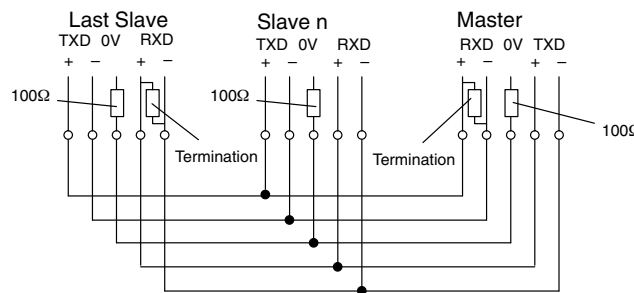 Last Slave
Slave n
Master
TXD 0V RXD
TXD 0V RXD
RXD 0V TXD
+ − + −
+ − + −
+ − + −
100Ω
100Ω
100Ω
Termination
Termination